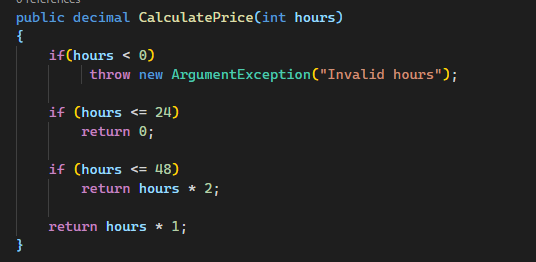 0 references
public decimal CalculatePrice(int hours)
{
if(hours < 0)
throw new ArgumentException("Invalid hours");
if (hours <= 24)
return 0;
if (hours <= 48)
return hours * 2;
return hours * 1;
}